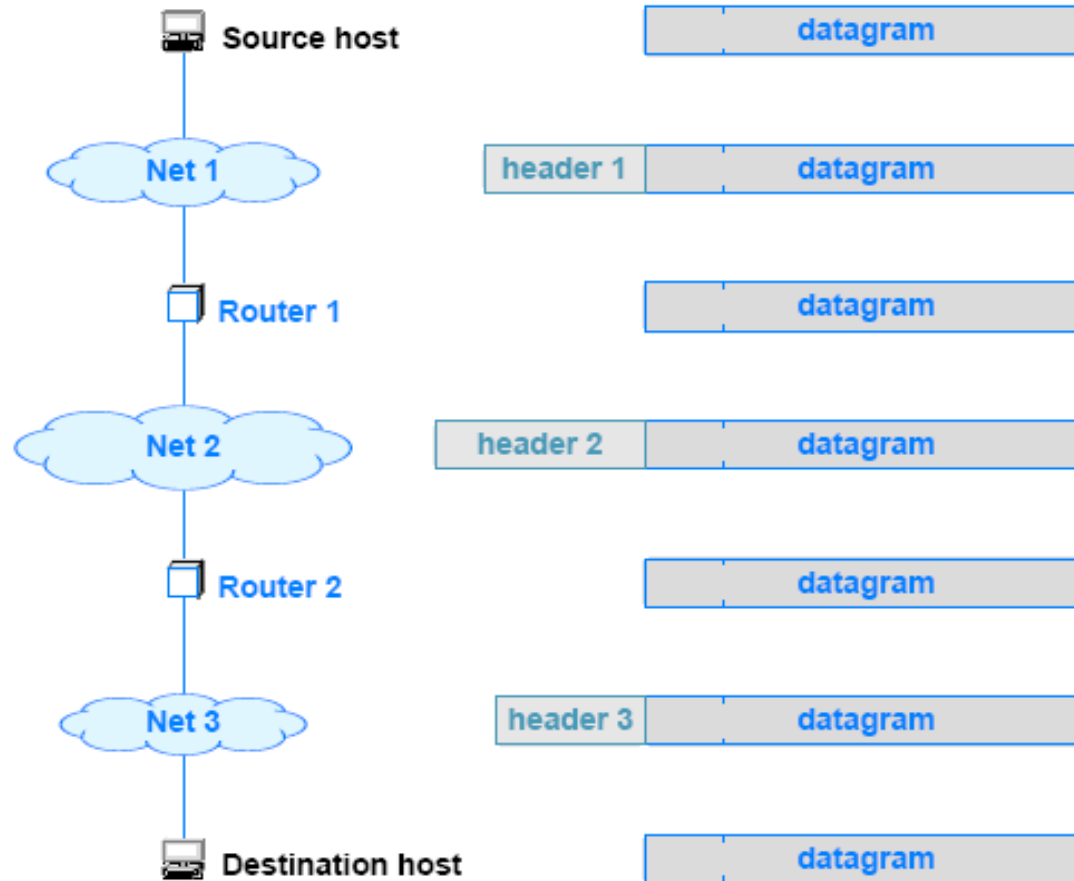 Source host datagram
Net 1 header 1 datagram
Router 1 datagram
Net 2 header 2 datagram
Router 2 datagram
Net 3 header 3 datagram
Destination host datagram